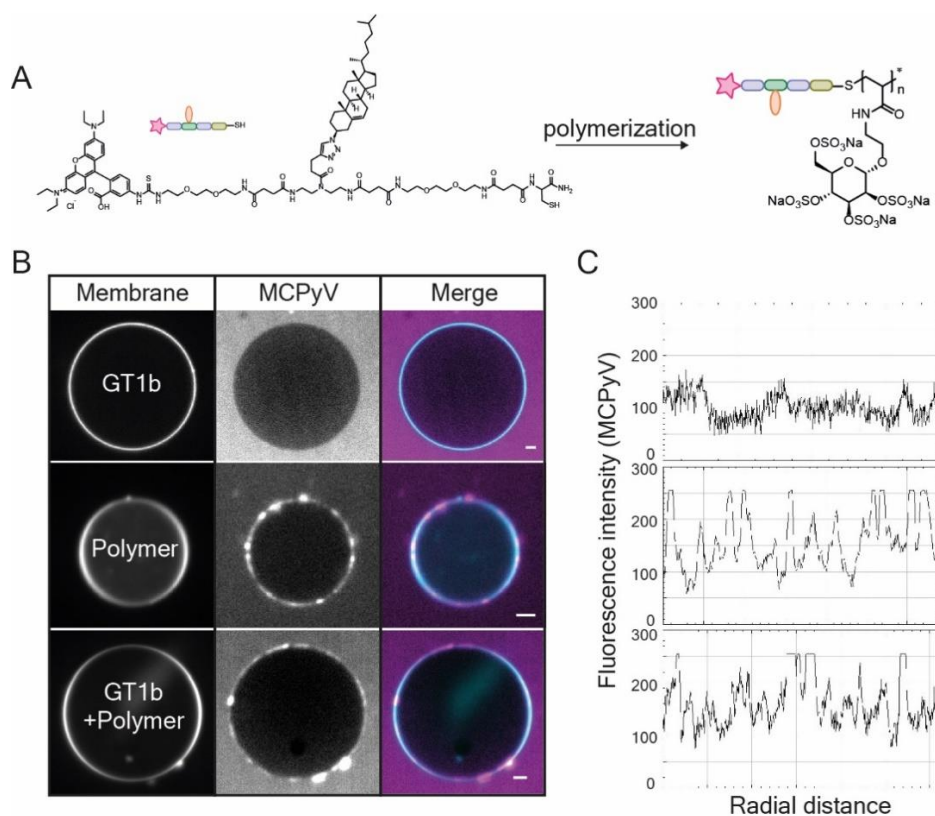 A
N
N
O
N
Cl-
OH
S
N
H
N
H
O
O
H
N
O
O
N
H
N
N
N
N
O
H
N
O
O
N
H
O
O
H
N
O
O
N
H
O
NH2
SH
SH
polymerization
S
n
*
HN
O
OSO3Na
O
O
NaO3SO
OSO3Na
OSO3Na
B
Membrane MCPyV Merge
GT1b
Polymer
GT1b
+Polymer
C
Fluorescence intensity (MCPyV)
300
200
100
0
300
200
100
0
300
200
100
0
Radial distance